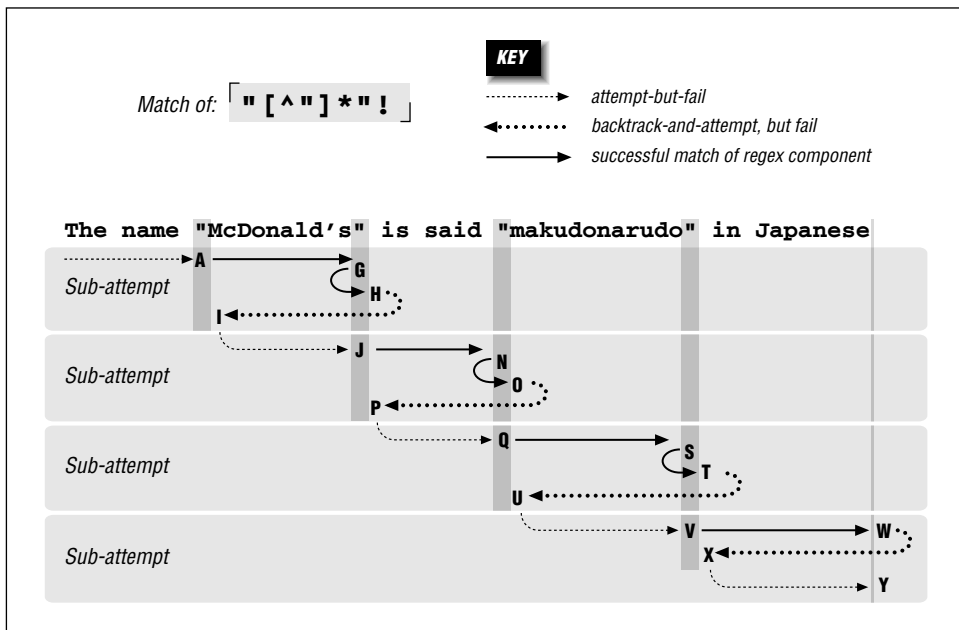 KEY
Match of: "[^"]*"!
attempt-but-fail
backtrack-and-attempt, but fail
successful match of regex component
The name "McDonald’s" is said "makudonarudo" in Japanese
A
G
Sub-attempt
H
I
J
N
Sub-attempt
O
P
Q
S
Sub-attempt
T
U
V W
X
Sub-attempt
Y